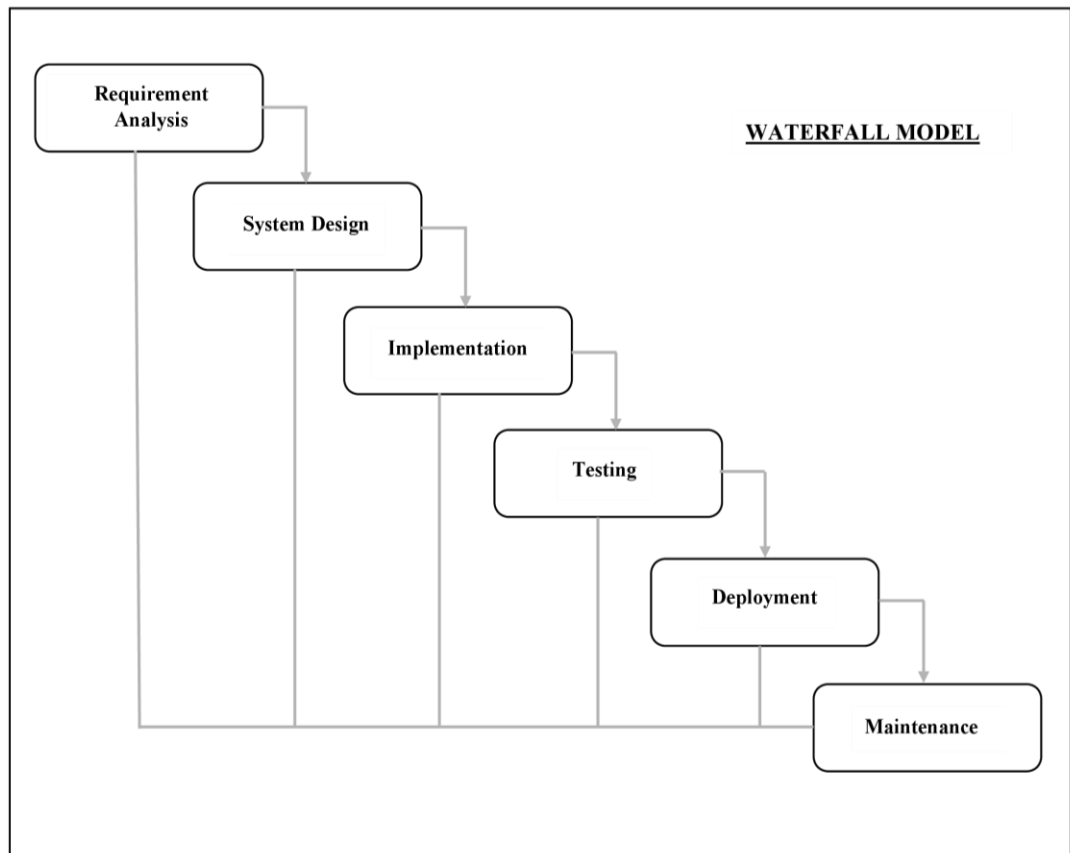 Requirement
Analysis
WATERFALL MODEL
System Design
Implementation
Testing
Deployment
Maintenance